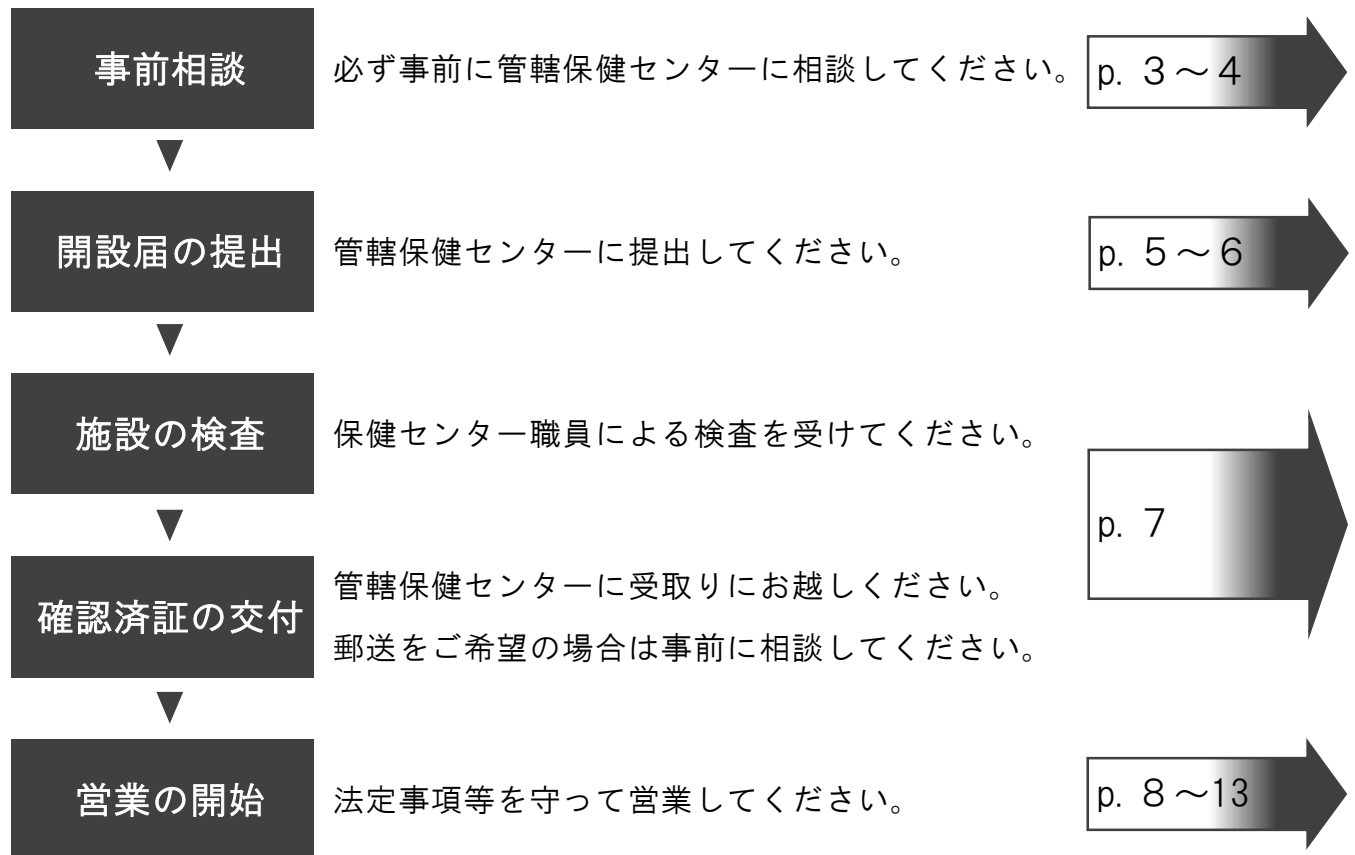 事前相談
必ず事前に管轄保健センターに相談してください。
p. 3～4
▼
開設届の提出
管轄保健センターに提出してください。
p. 5～6
▼
施設の検査
保健センター職員による検査を受けてください。
p. 7
▼
確認済証の交付
管轄保健センターに受取りにお越しください。
郵送をご希望の場合は事前に相談してください。
▼
営業の開始
法定事項等を守って営業してください。
p. 8～13